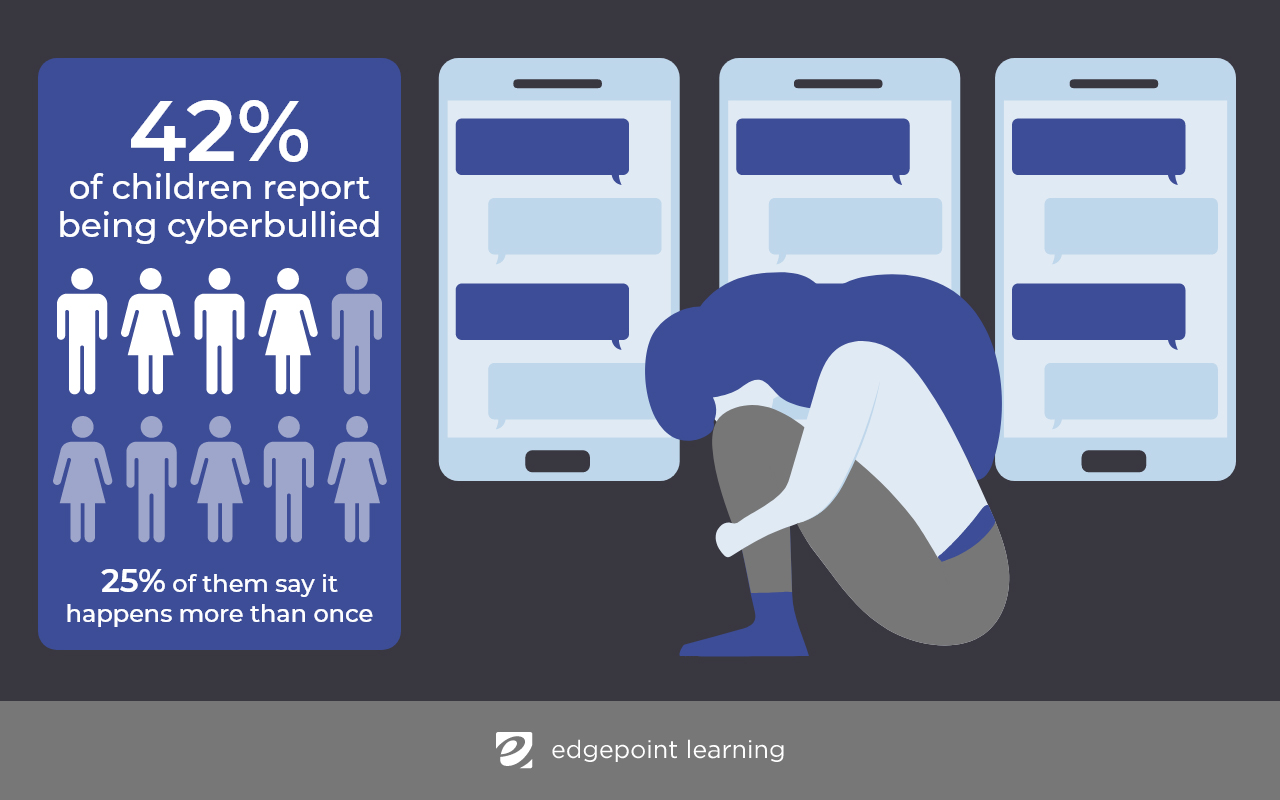 42%
of children report
being cyberbullied
25% of them say it
happens more than once
edgepoint learning